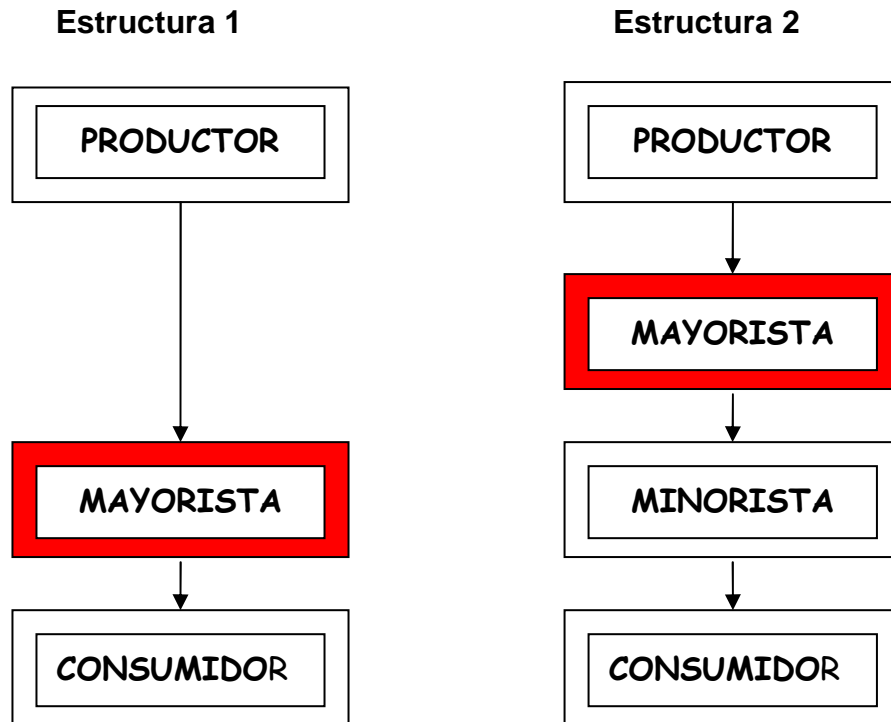 Estructura 1
PRODUCTOR
MAYORISTA
CONSUMIDOR
Estructura 2
PRODUCTOR
MAYORISTA
MINORISTA
CONSUMIDOR